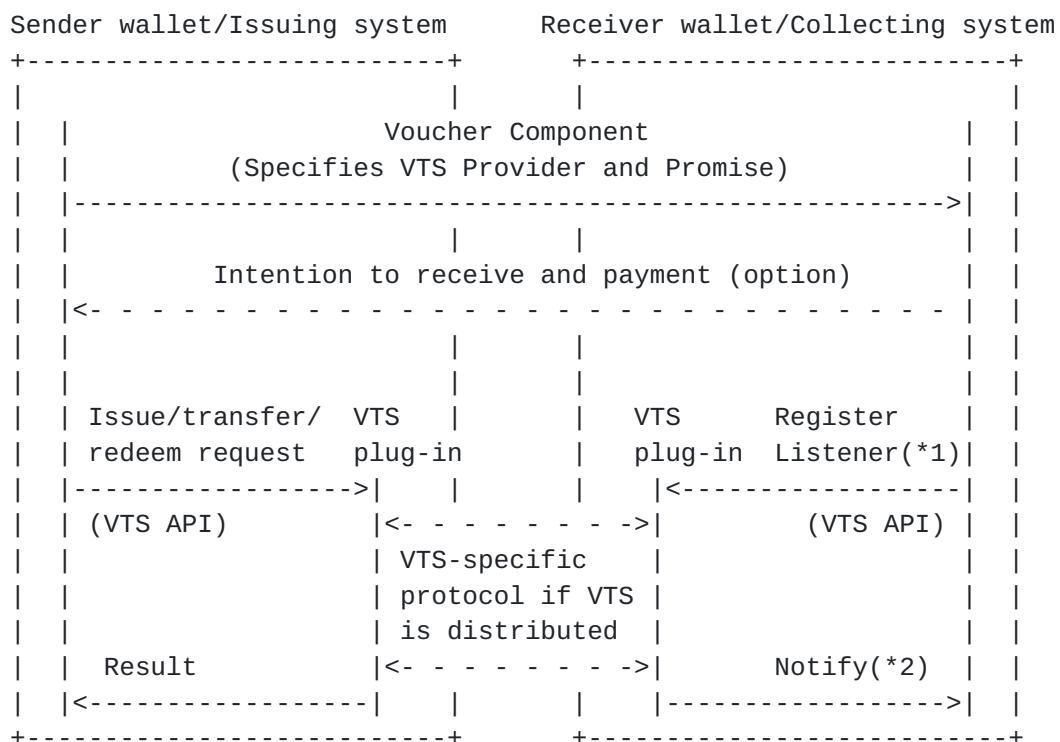 Sender wallet/Issuing system Receiver wallet/Collecting system
Voucher Component
(Specifies VTS Provider and Promise)
Intention to receive and payment (option)
Issue/transfer/ VTS VTS Register
redeem request plug-in plug-in Listener(*1)
(VTS API) (VTS API)
VTS-specific
protocol if VTS
is distributed
Result Notify(*2)